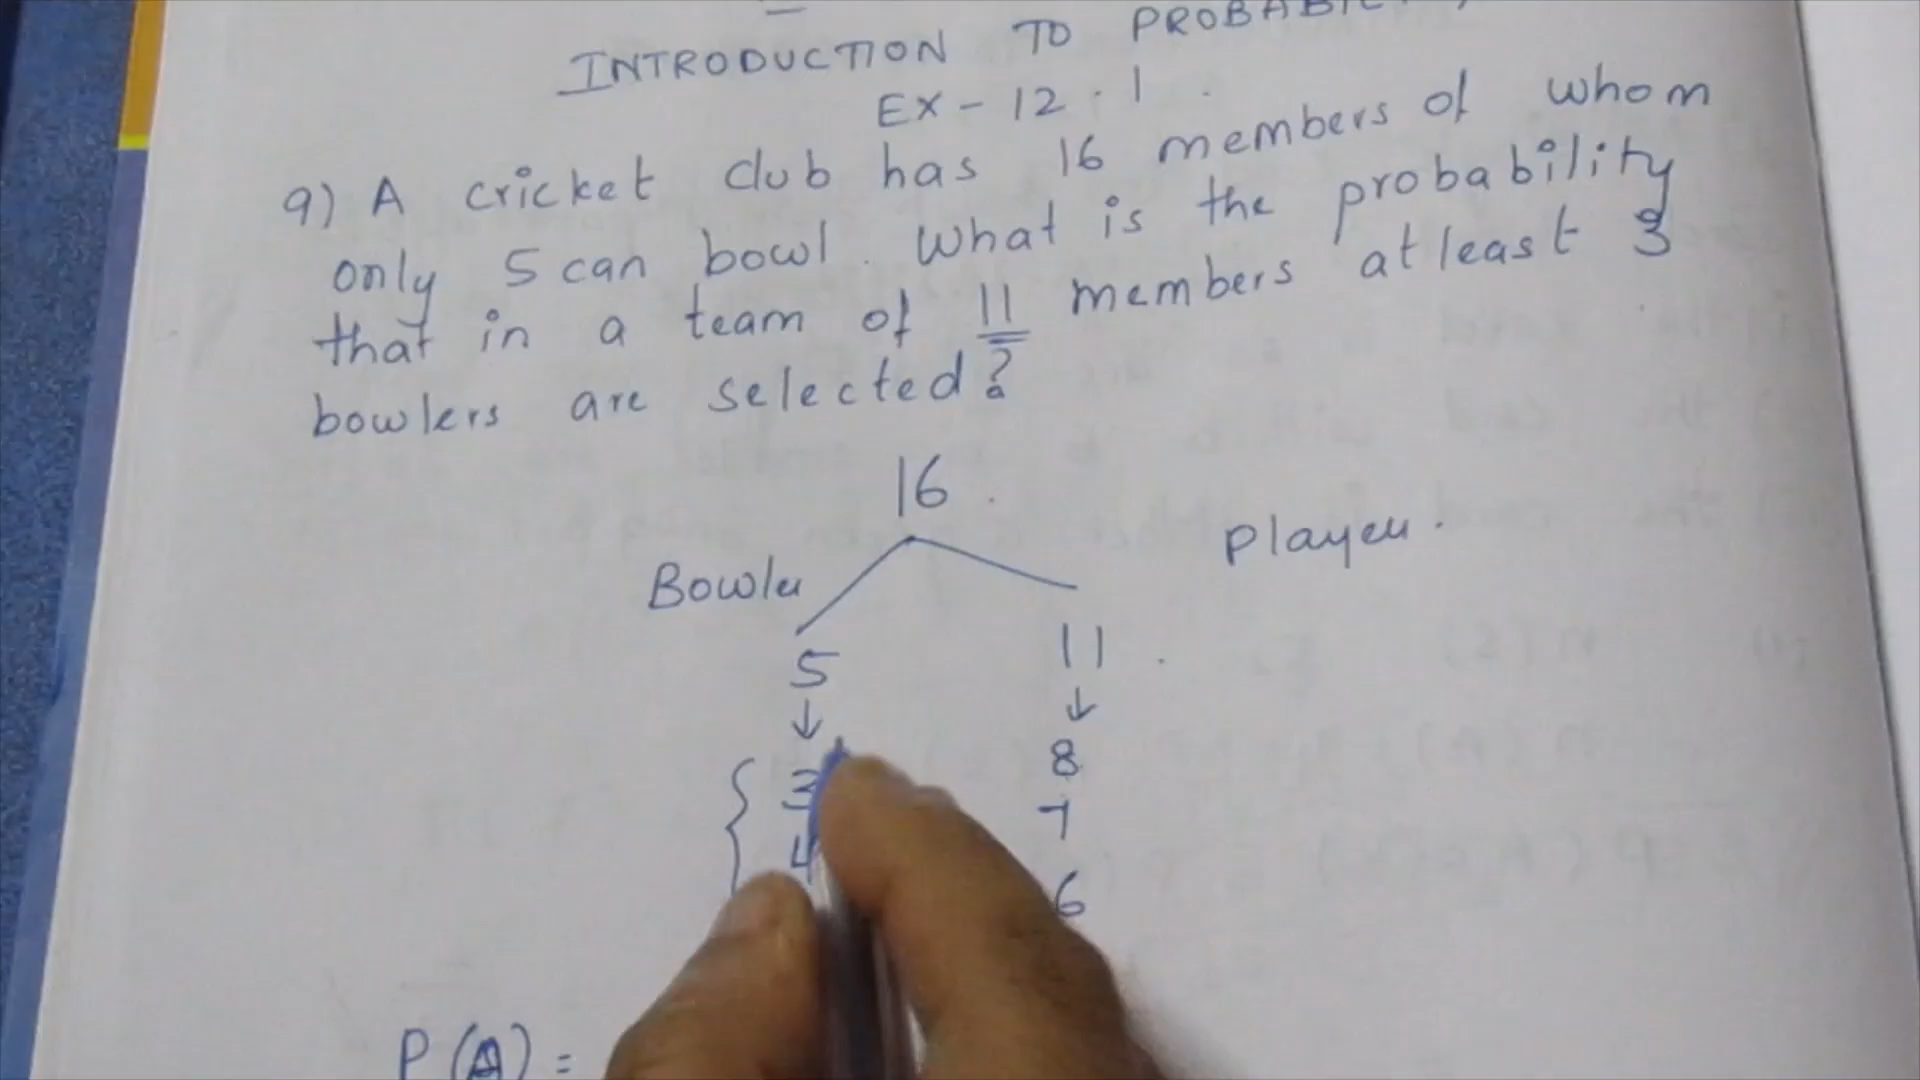 INTRODUCTION TO
EX - 12.1.
9) A cricket club has 16 members of whom
only 5 can bowl. What is the probability
that in a team of 11 members atleast 3
bowlers are selected?
16
Player.
5 11
↓ ↓
3 8
4 7
6
P(A) =